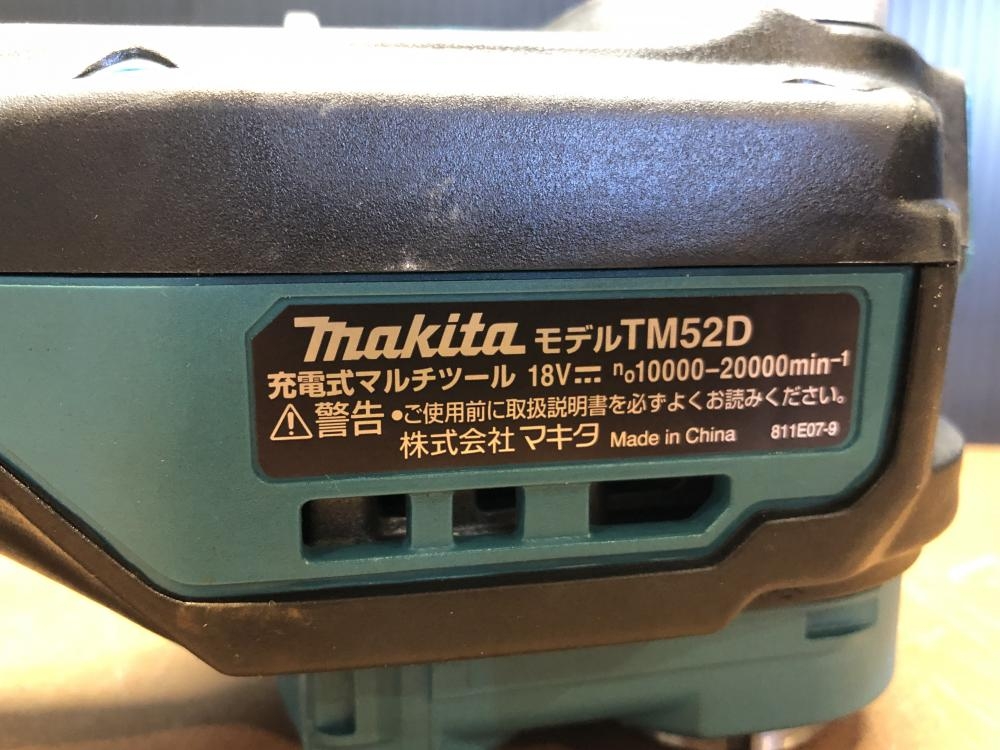 makita モデルTM52D
充電式マルチツール 18V⎓ n₀10000-20000min⁻¹
⚠警告 •ご使用前に取扱説明書を必ずよくお読みください。
株式会社 マキタ Made in China 811E07-9